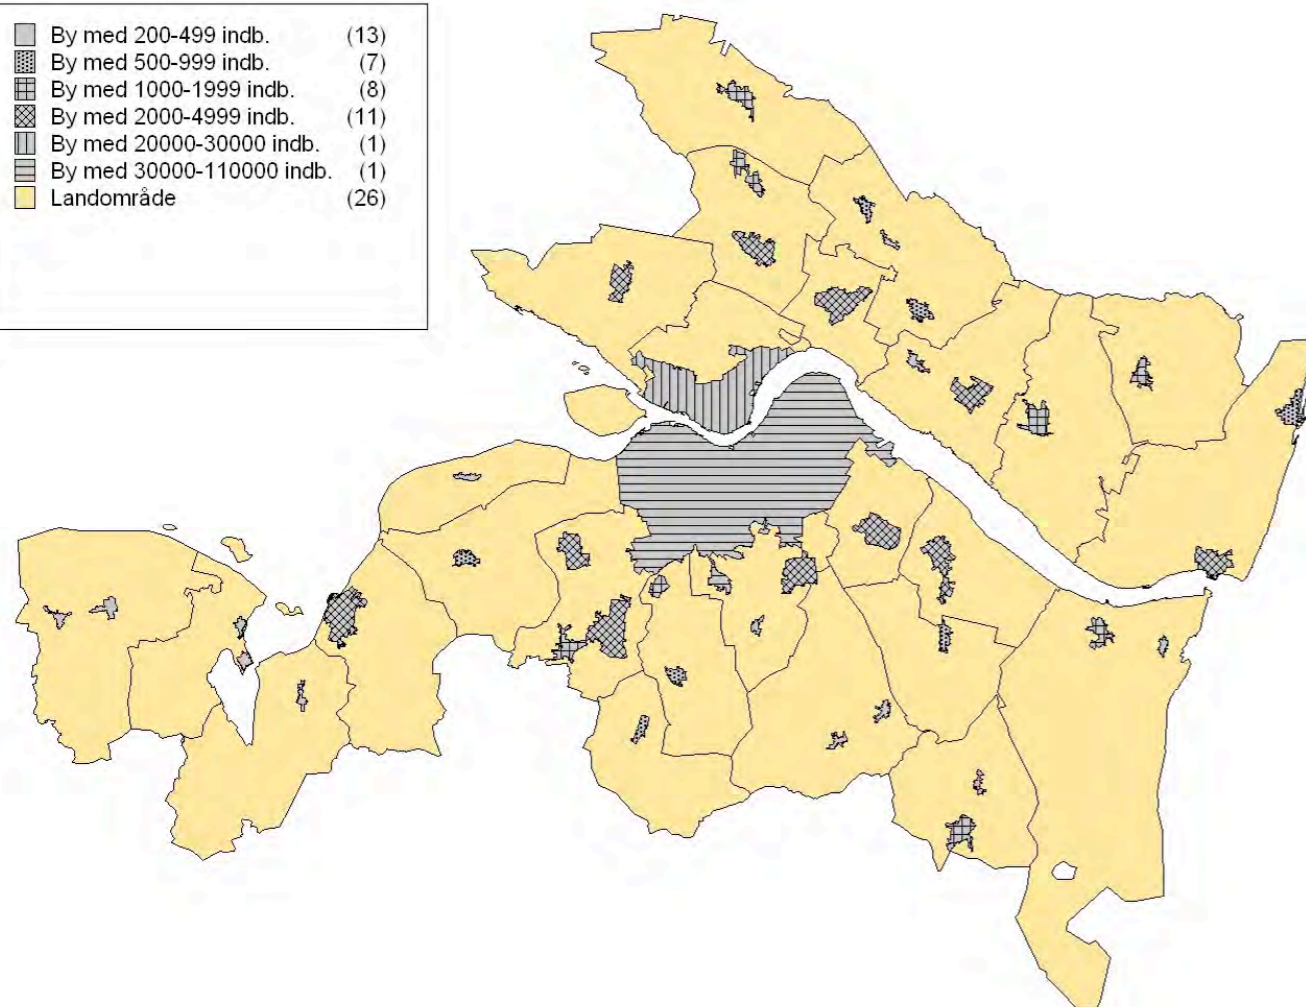 By med 200-499 indb. (13)
By med 500-999 indb. (7)
By med 1000-1999 indb. (8)
By med 2000-4999 indb. (11)
By med 20000-30000 indb. (1)
By med 30000-110000 indb. (1)
Landområde (26)